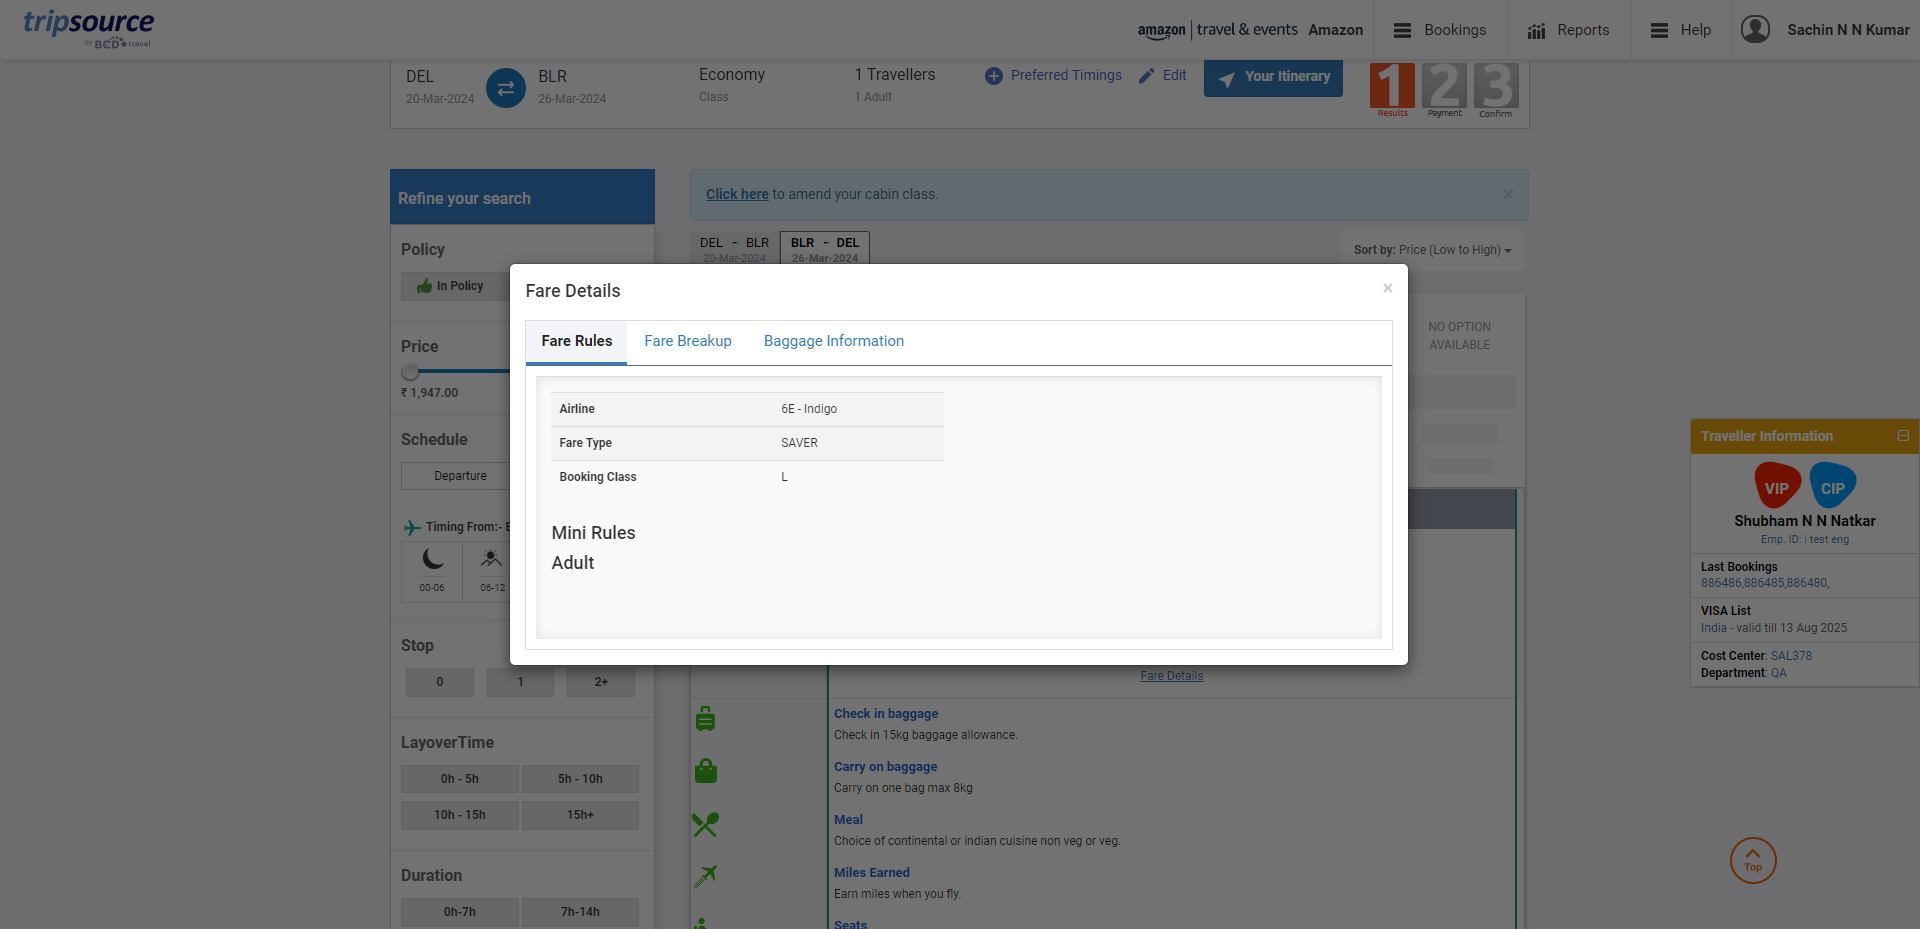 tripsource
by BCD travel
amazon | travel & events Amazon
Bookings
Reports
Help
Sachin N N Kumar
DEL
20-Mar-2024
BLR
26-Mar-2024
Economy
Class
1 Travellers
1 Adult
Preferred Timings
Edit
Your Itinerary
1
Results
2
Payment
3
Confirm
Refine your search
Policy
In Policy
Price
₹ 1,947.00
Schedule
Departure
Timing From:-
00-06
06-12
Stop
0
1
2+
LayoverTime
0h - 5h
5h - 10h
10h - 15h
15h+
Duration
0h-7h
7h-14h
Click here to amend your cabin class.
×
DEL - BLR
20-Mar-2024
BLR - DEL
26-Mar-2024
Sort by: Price (Low to High)
NO OPTION
AVAILABLE
Fare Details
×
Fare Rules
Fare Breakup
Baggage Information
Airline 6E - Indigo
Fare Type SAVER
Booking Class L
Mini Rules
Adult
Fare Details
Check in baggage
Check in 15kg baggage allowance.
Carry on baggage
Carry on one bag max 8kg
Meal
Choice of continental or indian cuisine non veg or veg.
Miles Earned
Earn miles when you fly.
Seats
Traveller Information
VIP
CIP
Shubham N N Natkar
Emp. ID: | test eng
Last Bookings
886486,886485,886480,
VISA List
India - valid till 13 Aug 2025
Cost Center: SAL378
Department: QA
Top